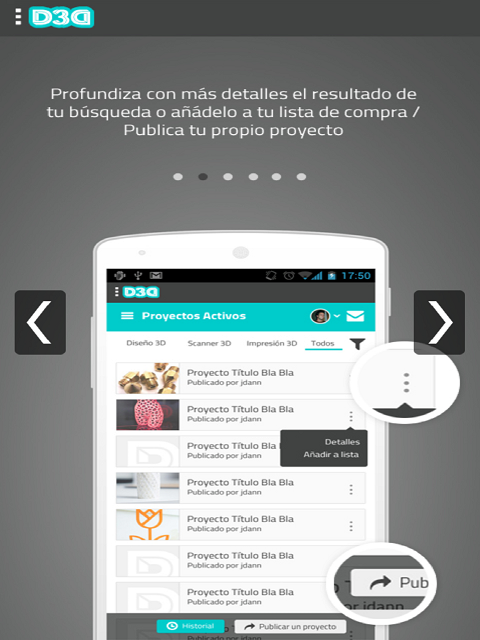 D3D
Profundiza con más detalles el resultado de
tu búsqueda o añádelo a tu lista de compra /
Publica tu propio proyecto
17:50
D3D
Proyectos Activos
Diseño 3D Scanner 3D Impresión 3D Todos
Proyecto Título Bla Bla
Publicado por jdann
Proyecto Título Bla Bla
Publicado por jdann
Detalles
Añadir a lista
Proyecto Título Bla
Publicado por jdann
Proyecto Título Bla Bla
Publicado por jdann
Proyecto Título Bla Bla
Publicado por jdann
Proyecto Título Bla Bla
Publicado por jdann
Proyecto Título Bla Bla
Publicado por jdann
Pub
por jdann
Historial Publicar un proyecto